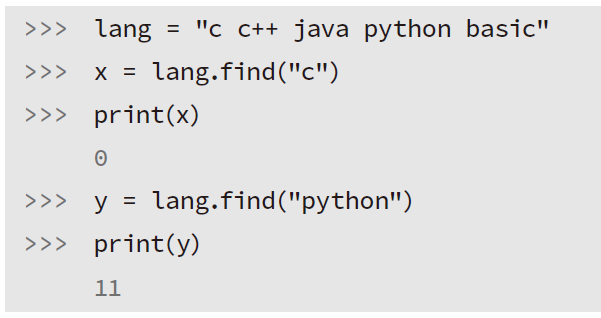 >>> lang = "c c++ java python basic"
>>> x = lang.find("c")
>>> print(x)
0
>>> y = lang.find("python")
>>> print(y)
11